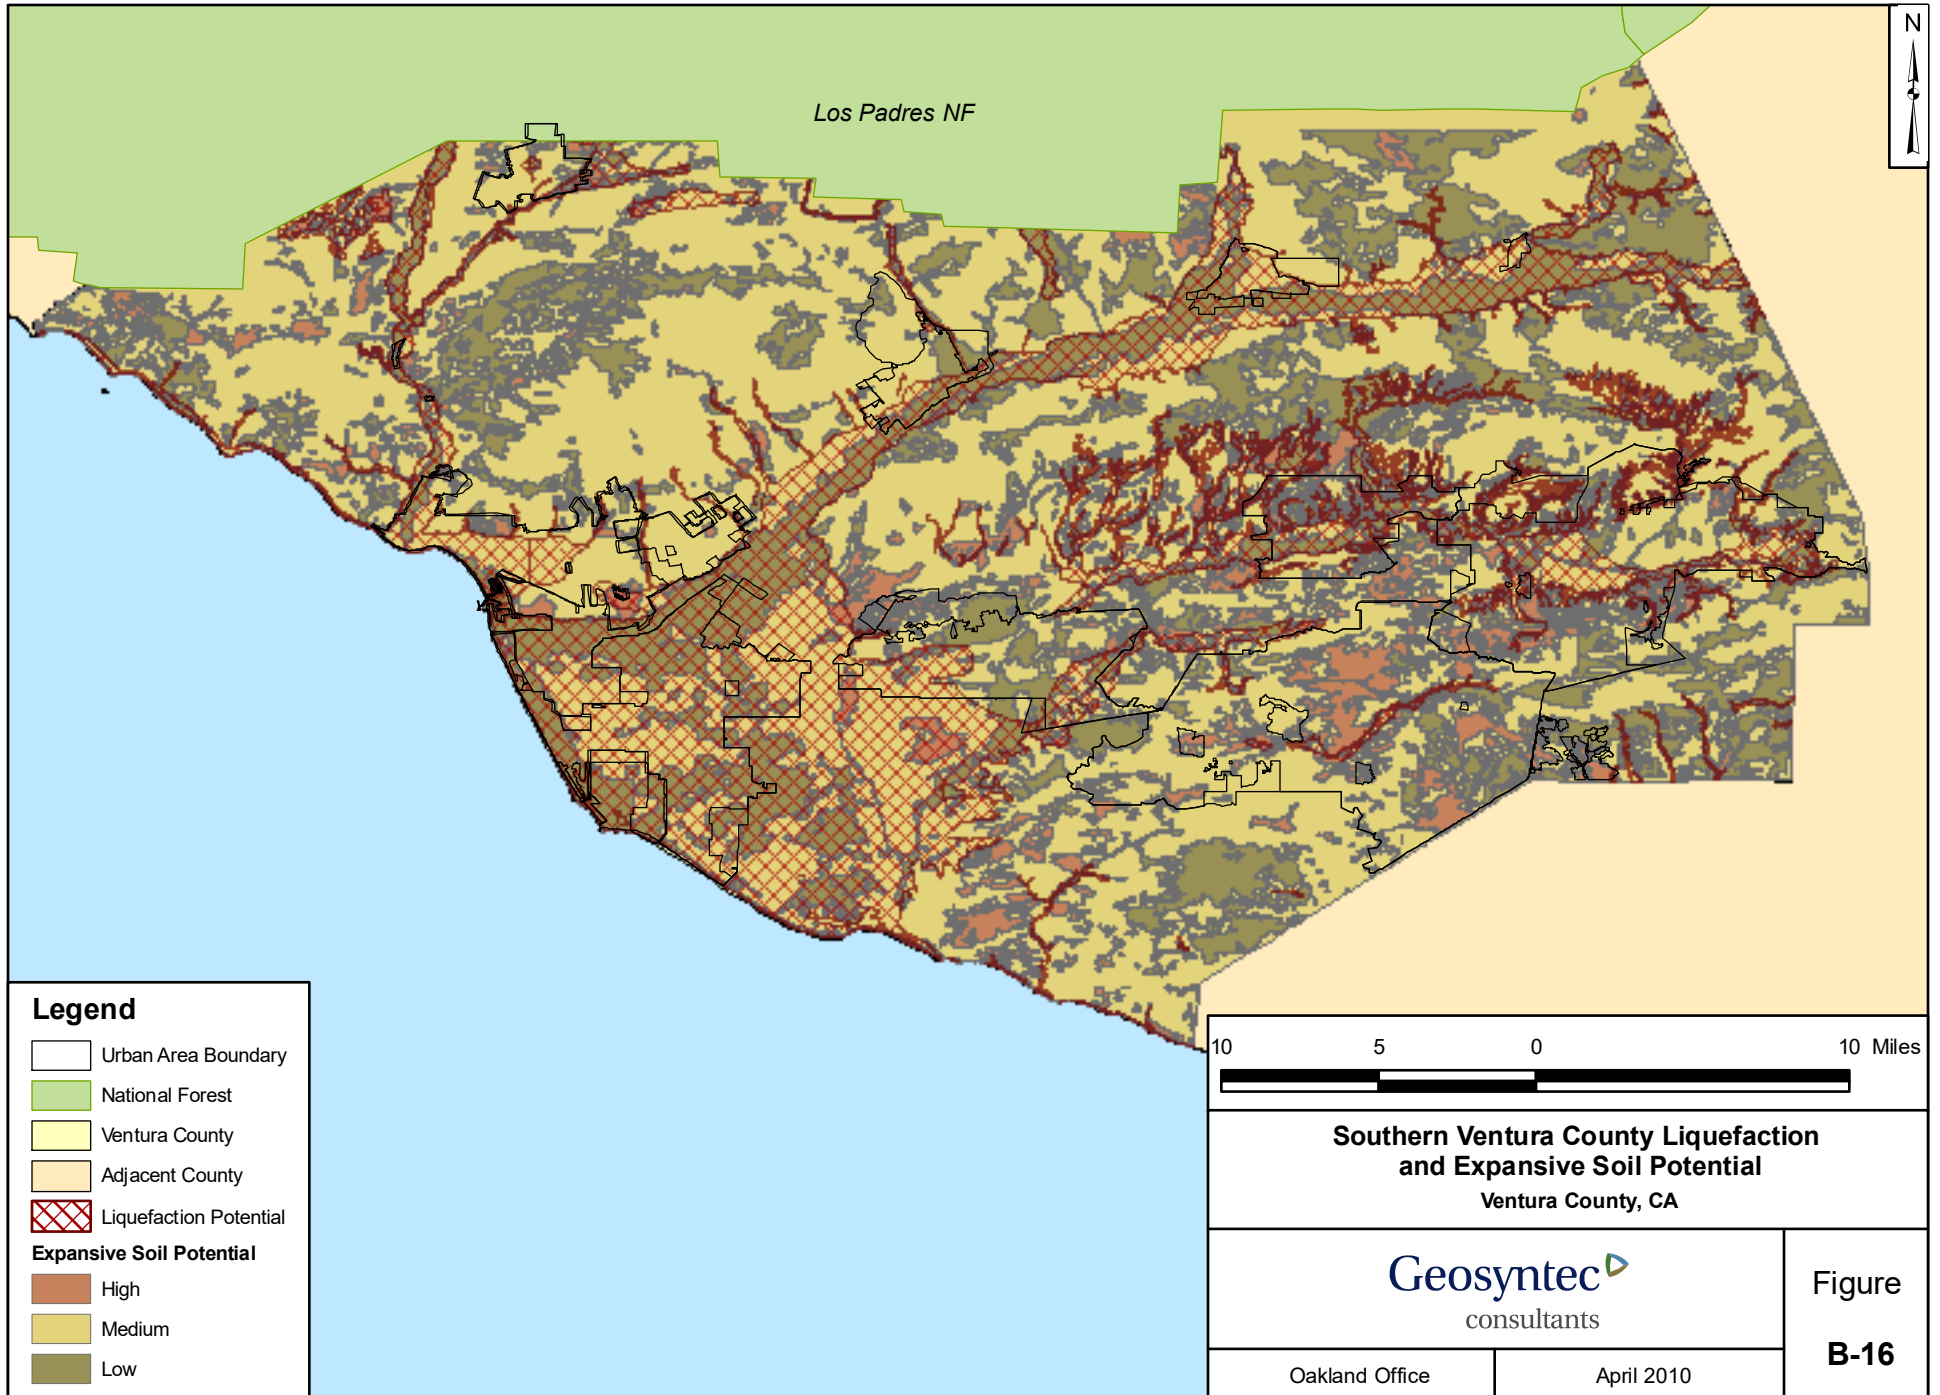 N
Los Padres NF
Legend
Urban Area Boundary
National Forest
Ventura County
Adjacent County
Liquefaction Potential
Expansive Soil Potential
High
Medium
Low
10 5 0 10 Miles
Southern Ventura County Liquefaction
and Expansive Soil Potential
Ventura County, CA
Geosyntec
consultants
Oakland Office
April 2010
Figure
B-16